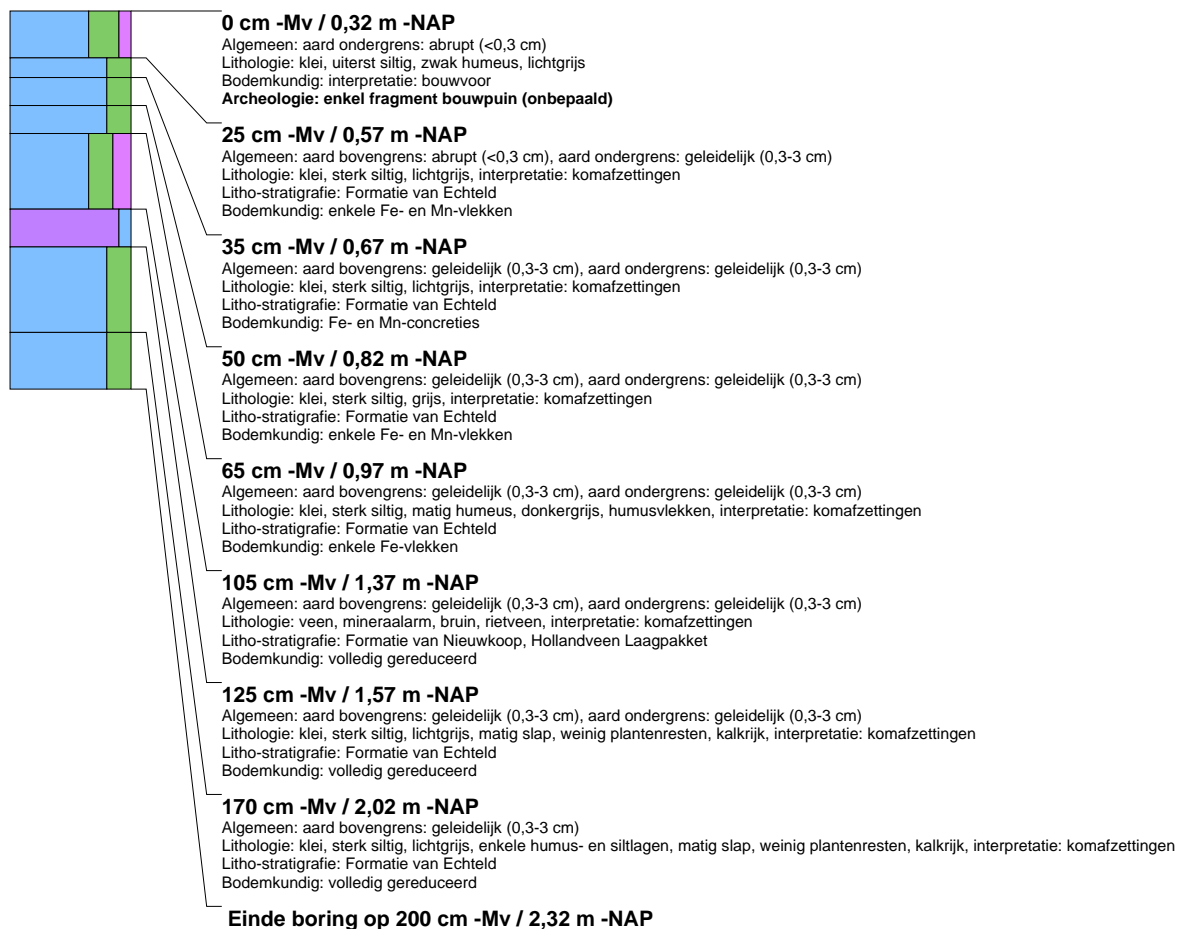 0 cm -Mv / 0,32 m -NAP
Algemeen: aard ondergrens: abrupt (<0,3 cm)
Lithologie: klei, uiterst siltig, zwak humeus, lichtgrijs
Bodemkundig: interpretatie: bouwvoor
Archeologie: enkel fragment bouwpuin (onbepaald)
25 cm -Mv / 0,57 m -NAP
Algemeen: aard bovengrens: abrupt (<0,3 cm), aard ondergrens: geleidelijk (0,3-3 cm)
Lithologie: klei, sterk siltig, lichtgrijs, interpretatie: komafzettingen
Litho-stratigrafie: Formatie van Echteld
Bodemkundig: enkele Fe- en Mn-vlekken
35 cm -Mv / 0,67 m -NAP
Algemeen: aard bovengrens: geleidelijk (0,3-3 cm), aard ondergrens: geleidelijk (0,3-3 cm)
Lithologie: klei, sterk siltig, lichtgrijs, interpretatie: komafzettingen
Litho-stratigrafie: Formatie van Echteld
Bodemkundig: Fe- en Mn-concreties
50 cm -Mv / 0,82 m -NAP
Algemeen: aard bovengrens: geleidelijk (0,3-3 cm), aard ondergrens: geleidelijk (0,3-3 cm)
Lithologie: klei, sterk siltig, grijs, interpretatie: komafzettingen
Litho-stratigrafie: Formatie van Echteld
Bodemkundig: enkele Fe- en Mn-vlekken
65 cm -Mv / 0,97 m -NAP
Algemeen: aard bovengrens: geleidelijk (0,3-3 cm), aard ondergrens: geleidelijk (0,3-3 cm)
Lithologie: klei, sterk siltig, matig humeus, donkergrijs, humusvlekken, interpretatie: komafzettingen
Litho-stratigrafie: Formatie van Echteld
Bodemkundig: enkele Fe-vlekken
105 cm -Mv / 1,37 m -NAP
Algemeen: aard bovengrens: geleidelijk (0,3-3 cm), aard ondergrens: geleidelijk (0,3-3 cm)
Lithologie: veen, mineraalarm, bruin, rietveen, interpretatie: komafzettingen
Litho-stratigrafie: Formatie van Nieuwkoop, Hollandveen Laagpakket
Bodemkundig: volledig gereduceerd
125 cm -Mv / 1,57 m -NAP
Algemeen: aard bovengrens: geleidelijk (0,3-3 cm), aard ondergrens: geleidelijk (0,3-3 cm)
Lithologie: klei, sterk siltig, lichtgrijs, matig slap, weinig plantenresten, kalkrijk, interpretatie: komafzettingen
Litho-stratigrafie: Formatie van Echteld
Bodemkundig: volledig gereduceerd
170 cm -Mv / 2,02 m -NAP
Algemeen: aard bovengrens: geleidelijk (0,3-3 cm)
Lithologie: klei, sterk siltig, lichtgrijs, enkele humus- en siltlagen, matig slap, weinig plantenresten, kalkrijk, interpretatie: komafzettingen
Litho-stratigrafie: Formatie van Echteld
Bodemkundig: volledig gereduceerd
Einde boring op 200 cm -Mv / 2,32 m -NAP